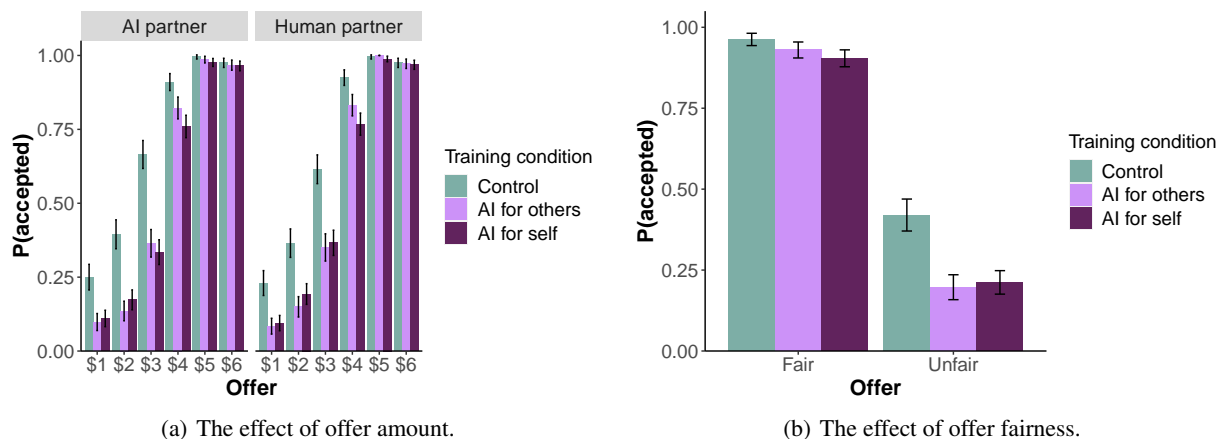 AI partner
Human partner
1.00
0.75
0.50
0.25
0.00
P(accepted)
$1 $2 $3 $4 $5 $6
$1 $2 $3 $4 $5 $6
Offer
Training condition
Control
AI for others
AI for self
(a) The effect of offer amount.
1.00
0.75
0.50
0.25
0.00
P(accepted)
Fair
Unfair
Offer
Training condition
Control
AI for others
AI for self
(b) The effect of offer fairness.